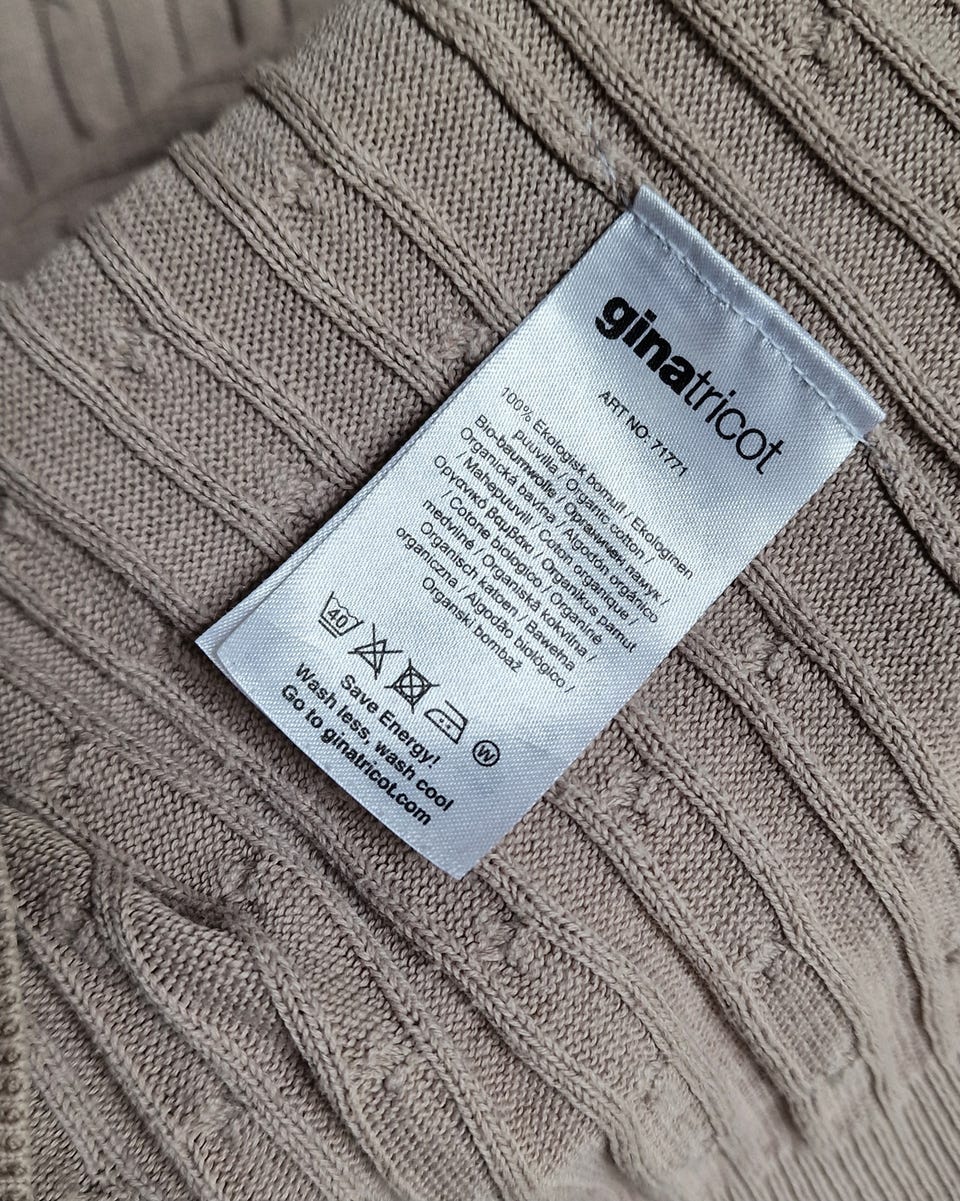 ginatricot
ART NO. 71771
100% Ekologisk bomull / Ekologinen
puuvilla / Organic cotton /
Bio-baumwolle / Органичен памук /
Organická bavlna / Algodón orgánico
/ Mahepuuvill / Coton organique /
Οργανικό βαμβάκι / Organikus pamut
/ Cotone biologico / Organinė
medvilnė / Organiskā kokvilna /
Organisch katoen / Bawełna
organiczna / Algodão biológico /
Organski bombaž
40
W
Save Energy!
Wash less, wash cool
Go to ginatricot.com